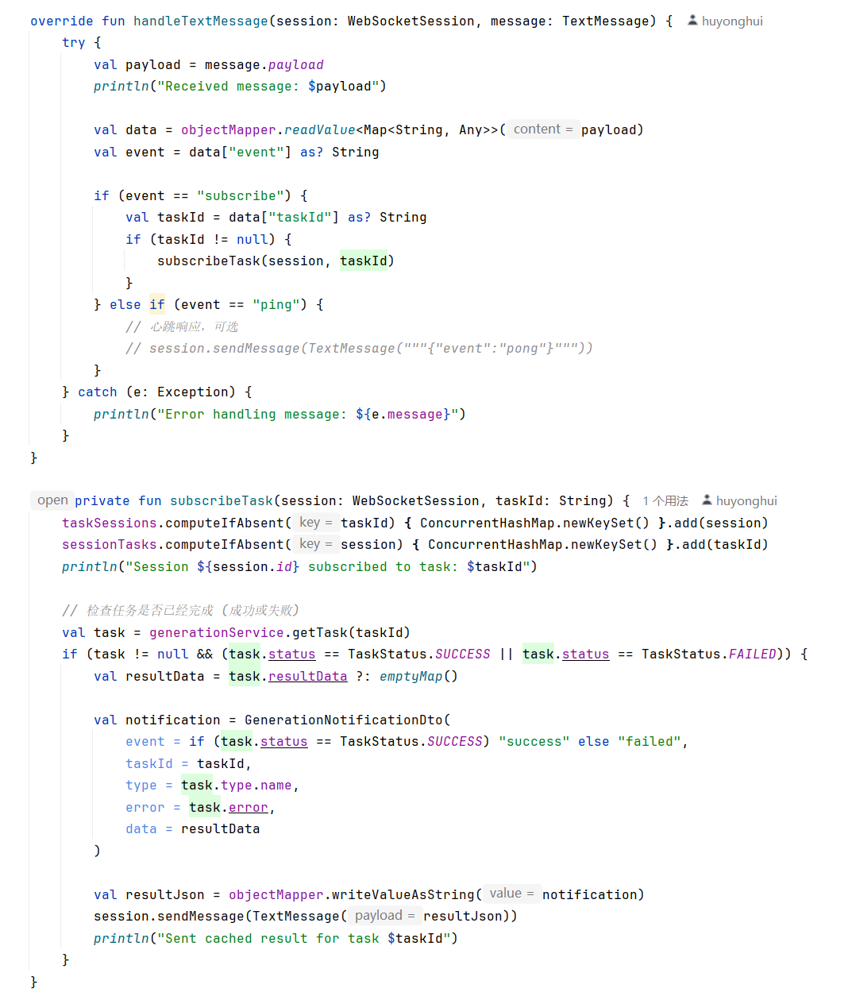 override fun handleTextMessage(session: WebSocketSession, message: TextMessage) { huyonghui
try {
val payload = message.payload
println("Received message: $payload")
val data = objectMapper.readValue<Map<String, Any>>( content = payload)
val event = data["event"] as? String
if (event == "subscribe") {
val taskId = data["taskId"] as? String
if (taskId != null) {
subscribeTask(session, taskId)
}
} else if (event == "ping") {
// 心跳响应，可选
// session.sendMessage(TextMessage("""{"event":"pong"}"""))
}
} catch (e: Exception) {
println("Error handling message: ${e.message}")
}
}
open private fun subscribeTask(session: WebSocketSession, taskId: String) { 1 个用法 huyonghui
taskSessions.computeIfAbsent( key = taskId) { ConcurrentHashMap.newKeySet() }.add(session)
sessionTasks.computeIfAbsent( key = session) { ConcurrentHashMap.newKeySet() }.add(taskId)
println("Session ${session.id} subscribed to task: $taskId")
// 检查任务是否已经完成 (成功或失败)
val task = generationService.getTask(taskId)
if (task != null && (task.status == TaskStatus.SUCCESS || task.status == TaskStatus.FAILED)) {
val resultData = task.resultData ?: emptyMap()
val notification = GenerationNotificationDto(
event = if (task.status == TaskStatus.SUCCESS) "success" else "failed",
taskId = taskId,
type = task.type.name,
error = task.error,
data = resultData
)
val resultJson = objectMapper.writeValueAsString( value = notification)
session.sendMessage(TextMessage( payload = resultJson))
println("Sent cached result for task $taskId")
}
}